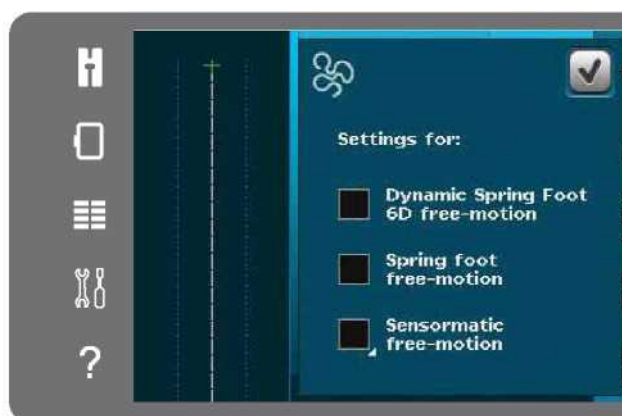 Settings for:
Dynamic Spring Foot
6D free-motion
Spring foot
free-motion
Sensormatic
free-motion
?